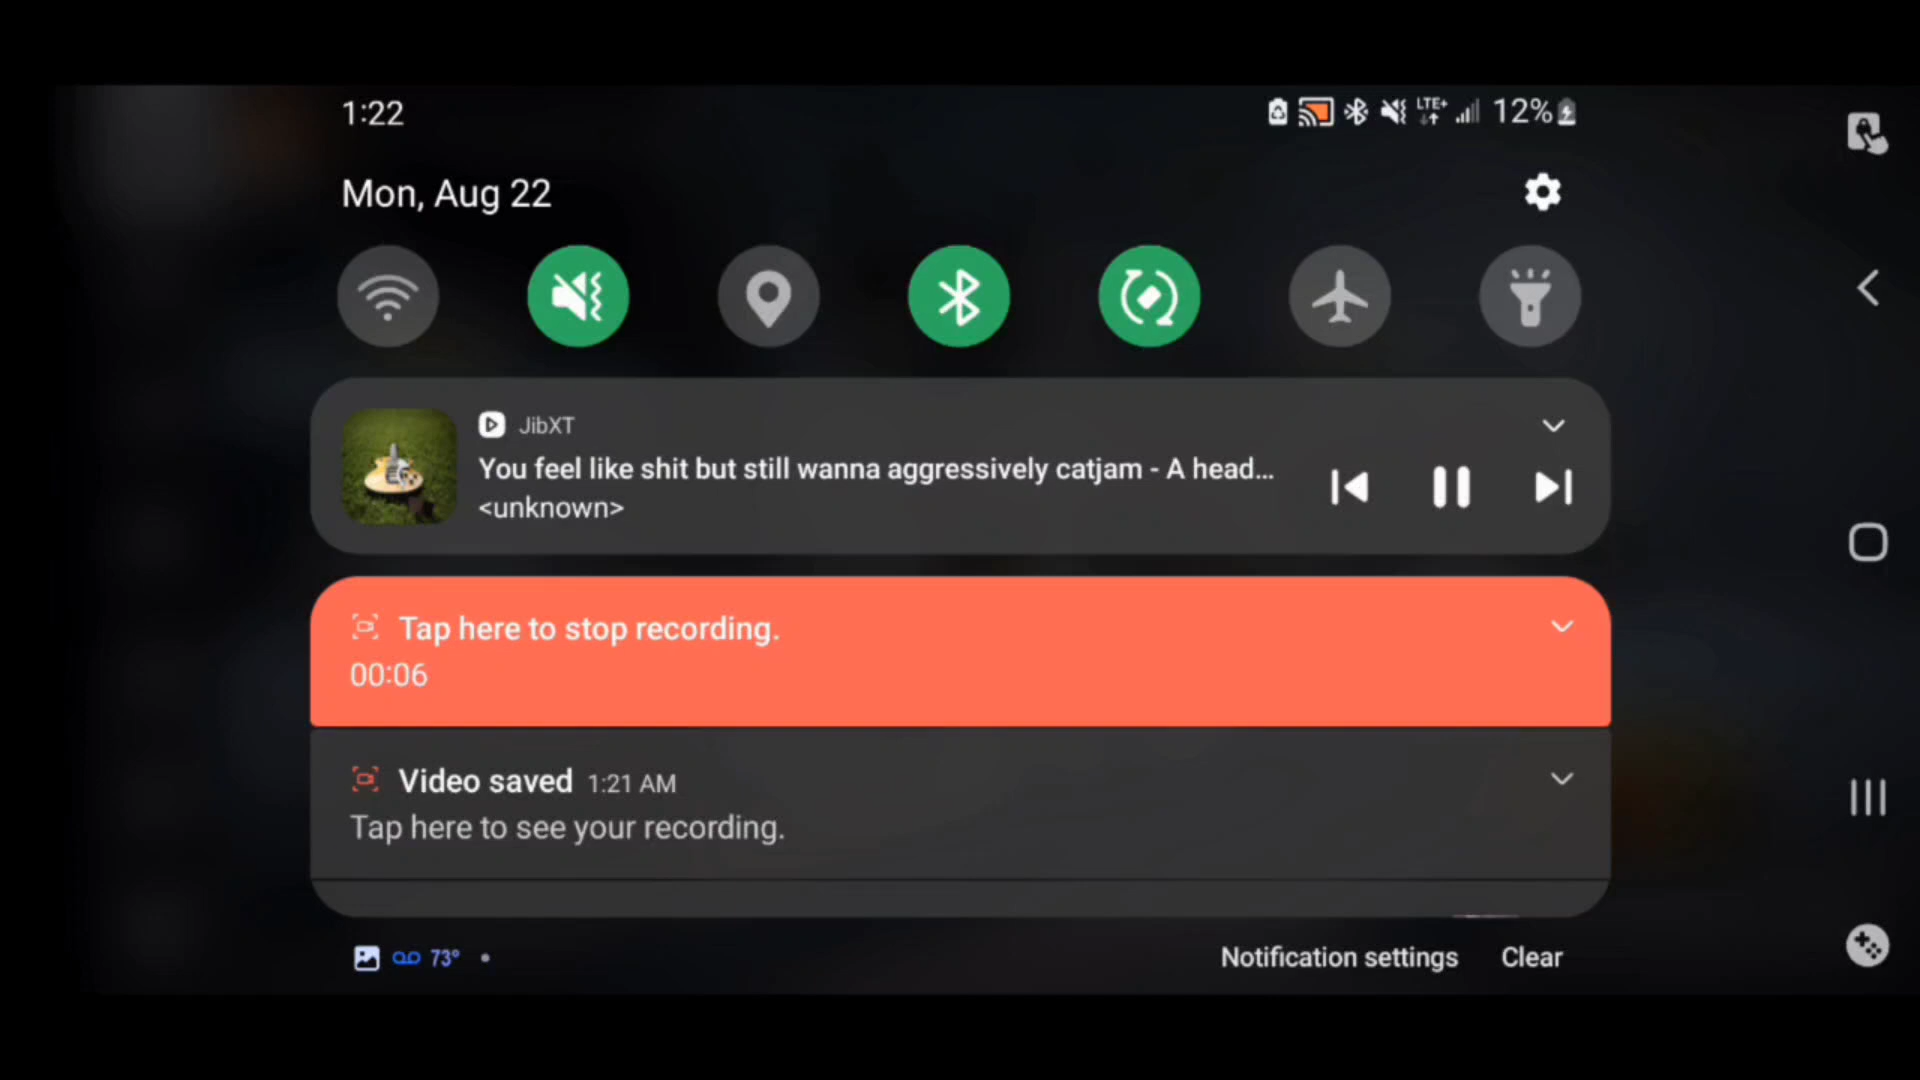 1:22
LTE+
12%
Mon, Aug 22
JibXT
You feel like shit but still wanna aggressively catjam - A head...
<unknown>
Tap here to stop recording.
00:06
Video saved 1:21 AM
Tap here to see your recording.
73°
Notification settings
Clear